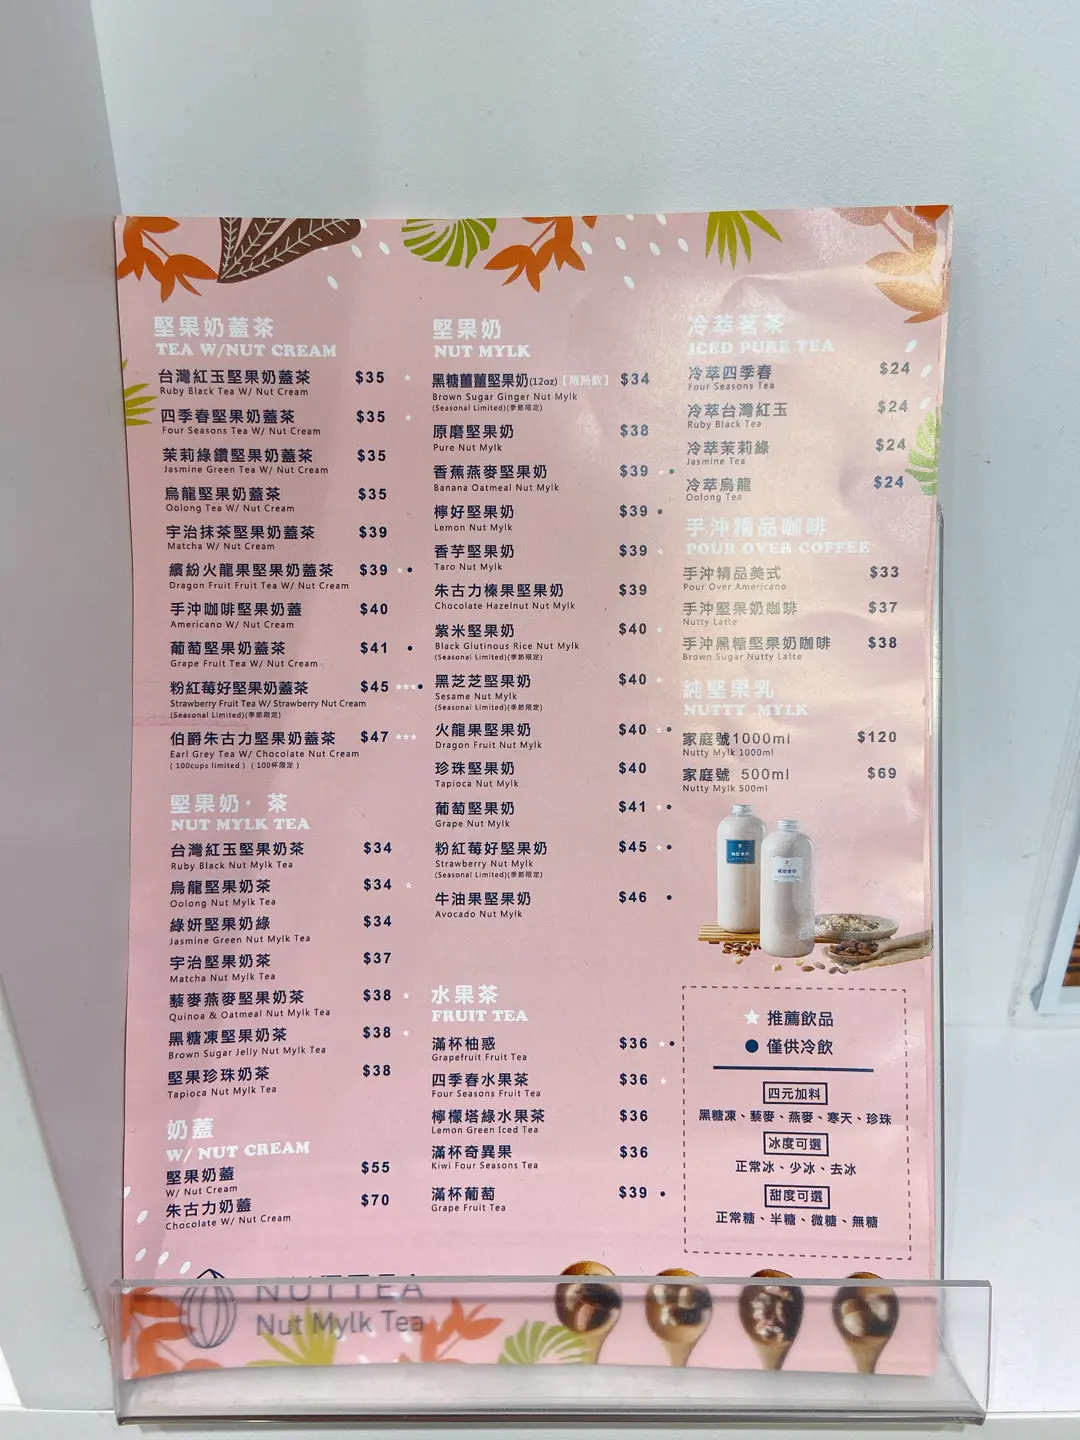 堅果奶蓋茶
TEA W/NUT CREAM
台灣紅玉堅果奶蓋茶 $35 ★
Ruby Black Tea W/ Nut Cream
四季春堅果奶蓋茶 $35 ★
Four Seasons Tea W/ Nut Cream
茉莉綠鑽堅果奶蓋茶 $35
Jasmine Green Tea W/ Nut Cream
烏龍堅果奶蓋茶 $35
Oolong Tea W/ Nut Cream
宇治抹茶堅果奶蓋茶 $39
Matcha W/ Nut Cream
繽紛火龍果堅果奶蓋茶 $39 ★●
Dragon Fruit Fruit Tea W/ Nut Cream
手沖咖啡堅果奶蓋 $40
Americano W/ Nut Cream
葡萄堅果奶蓋茶 $41 ●
Grape Fruit Tea W/ Nut Cream
粉紅莓好堅果奶蓋茶 $45 ★★★●
Strawberry Fruit Tea W/ Strawberry Nut Cream
(Seasonal Limited)(季節限定)
伯爵朱古力堅果奶蓋茶 $47 ★★★
Earl Grey Tea W/ Chocolate Nut Cream
(100cups limited) (100杯限定)
堅果奶·茶
NUT MYLK TEA
台灣紅玉堅果奶茶 $34
Ruby Black Nut Mylk Tea
烏龍堅果奶茶 $34 ★
Oolong Nut Mylk Tea
綠妍堅果奶綠 $34
Jasmine Green Nut Mylk Tea
宇治堅果奶茶 $37
Matcha Nut Mylk Tea
藜麥燕麥堅果奶茶 $38 ★
Quinoa & Oatmeal Nut Mylk Tea
黑糖凍堅果奶茶 $38 ★
Brown Sugar Jelly Nut Mylk Tea
堅果珍珠奶茶 $38
Tapioca Nut Mylk Tea
奶蓋
W/ NUT CREAM
堅果奶蓋 $55
W/ Nut Cream
朱古力奶蓋 $70
Chocolate W/ Nut Cream
堅果奶
NUT MYLK
黑糖薑薑堅果奶(12oz)【限熱飲】 $34
Brown Sugar Ginger Nut Mylk
(Seasonal Limited)(季節限定)
原磨堅果奶 $38
Pure Nut Mylk
香蕉燕麥堅果奶 $39 ★●
Banana Oatmeal Nut Mylk
檸好堅果奶 $39 ●
Lemon Nut Mylk
香芋堅果奶 $39 ★
Taro Nut Mylk
朱古力榛果堅果奶 $39
Chocolate Hazelnut Nut Mylk
紫米堅果奶 $40 ★
Black Glutinous Rice Nut Mylk
(Seasonal Limited)(季節限定)
黑芝芝堅果奶 $40 ★
Sesame Nut Mylk
(Seasonal Limited)(季節限定)
火龍果堅果奶 $40 ★●
Dragon Fruit Nut Mylk
珍珠堅果奶 $40
Tapioca Nut Mylk
葡萄堅果奶 $41 ★●
Grape Nut Mylk
粉紅莓好堅果奶 $45 ★●
Strawberry Nut Mylk
(Seasonal Limited)(季節限定)
牛油果堅果奶 $46 ●
Avocado Nut Mylk
水果茶
FRUIT TEA
滿杯柚惑 $36 ★●
Grapefruit Fruit Tea
四季春水果茶 $36 ★
Four Seasons Fruit Tea
檸檬塔綠水果茶 $36
Lemon Green Iced Tea
滿杯奇異果 $36
Kiwi Four Seasons Tea
滿杯葡萄 $39 ●
Grape Fruit Tea
冷萃茗茶
ICED PURE TEA
冷萃四季春 $24
Four Seasons Tea
冷萃台灣紅玉 $24
Ruby Black Tea
冷萃茉莉綠 $24
Jasmine Tea
冷萃烏龍 $24
Oolong Tea
手沖精品咖啡
POUR OVER COFFEE
手沖精品美式 $33
Pour Over Americano
手沖堅果奶咖啡 $37
Nutty Latte
手沖黑糖堅果奶咖啡 $38
Brown Sugar Nutty Latte
純堅果乳
NUTTY MYLK
家庭號1000ml $120
Nutty Mylk 1000ml
家庭號 500ml $69
Nutty Mylk 500ml
★ 推薦飲品
● 僅供冷飲
四元加料
黑糖凍、藜麥、燕麥、寒天、珍珠
冰度可選
正常冰、少冰、去冰
甜度可選
正常糖、半糖、微糖、無糖
NUTTEA
Nut Mylk Tea